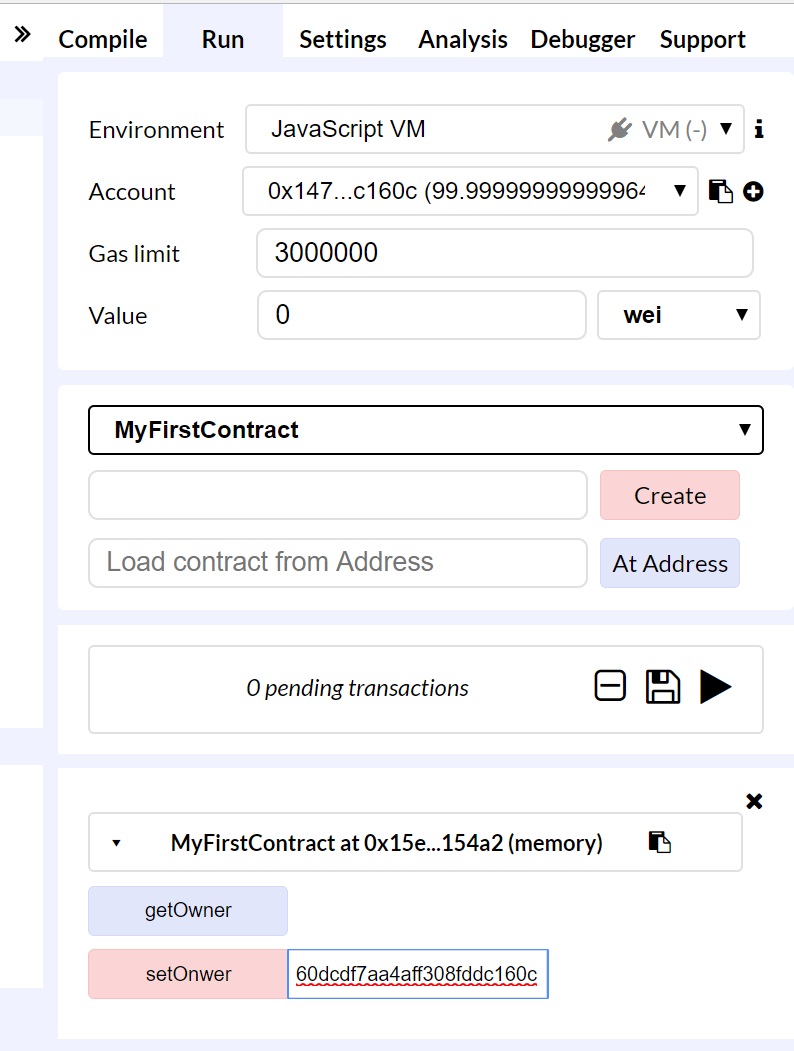 Compile Run Settings Analysis Debugger Support
Environment JavaScript VM VM (-)
Account 0x147...c160c (99.99999999999964
Gas limit 3000000
Value 0 wei
MyFirstContract
Create
Load contract from Address At Address
0 pending transactions
MyFirstContract at 0x15e...154a2 (memory)
getOwner
setOnwer 60dcdf7aa4aff308fddc160c